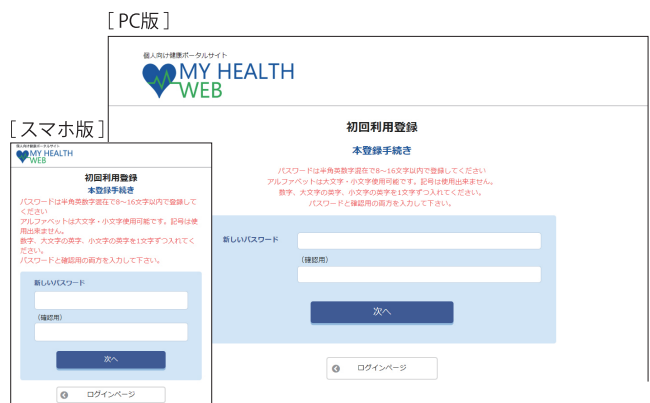 ［PC版］
個人向け健康ポータルサイト
MY HEALTH
WEB
初回利用登録
本登録手続き
パスワードは半角英数字混在で8～16文字以内で登録してください
アルファベットは大文字・小文字使用可能です。記号は使用出来ません。
数字、大文字の英字、小文字の英字を1文字ずつ入れてください。
パスワードと確認用の両方を入力して下さい。
新しいパスワード
（確認用）
次へ
ログインページ
［スマホ版］
個人向け健康ポータルサイト
MY HEALTH
WEB
初回利用登録
本登録手続き
パスワードは半角英数字混在で8～16文字以内で登録して
ください
アルファベットは大文字・小文字使用可能です。記号は使
用出来ません。
数字、大文字の英字、小文字の英字を1文字ずつ入れてく
ださい。
パスワードと確認用の両方を入力して下さい。
新しいパスワード
（確認用）
次へ
ログインページ